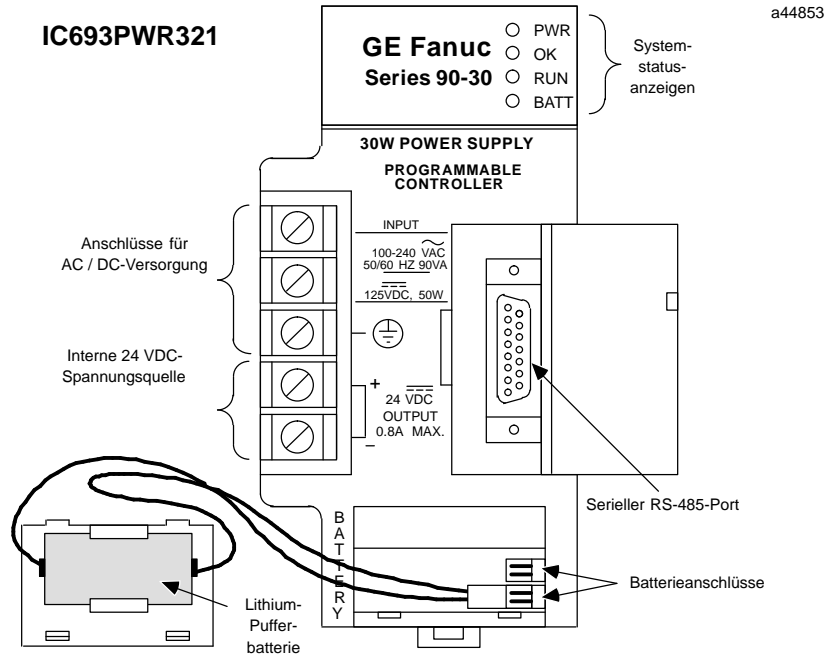 a44853
IC693PWR321
GE Fanuc
Series 90-30
PWR
OK
RUN
BATT
System-
status-
anzeigen
30W POWER SUPPLY
PROGRAMMABLE
CONTROLLER
Anschlüsse für
AC / DC-Versorgung
INPUT
100-240 VAC
50/60 HZ 90VA
125VDC, 50W
Interne 24 VDC-
Spannungsquelle
+
24 VDC
OUTPUT
0.8A MAX.
–
Serieller RS-485-Port
BATTERY
Batterieanschlüsse
Lithium-
Puffer-
batterie